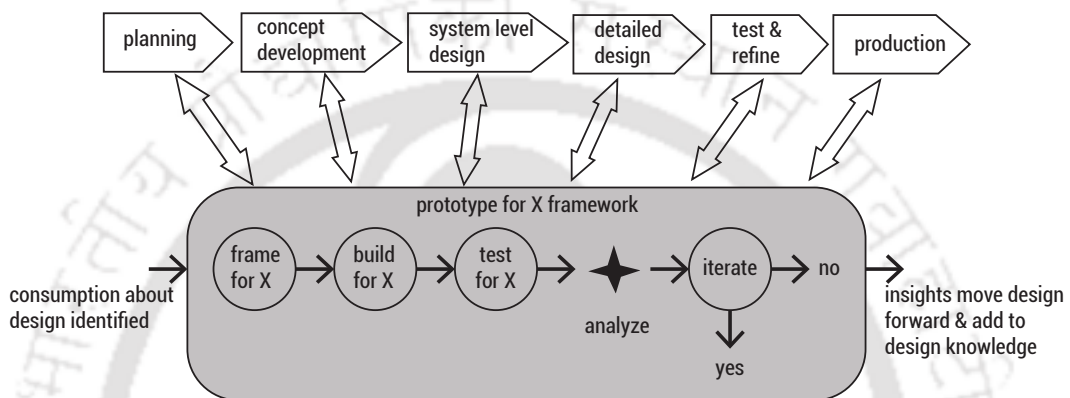 planning
concept
development
system level
design
detailed
design
test &
refine
production
prototype for X framework
frame
for X
build
for X
test
for X
analyze
iterate
no
yes
consumption about
design identified
insights move design
forward & add to
design knowledge